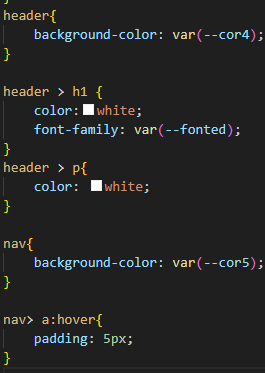 header{
    background-color: var(--cor4);
}

header > h1 {
    color: white;
    font-family: var(--fonted);
}
header > p{
    color: white;
}

nav{
    background-color: var(--cor5);
}

nav> a:hover{
    padding: 5px;
}